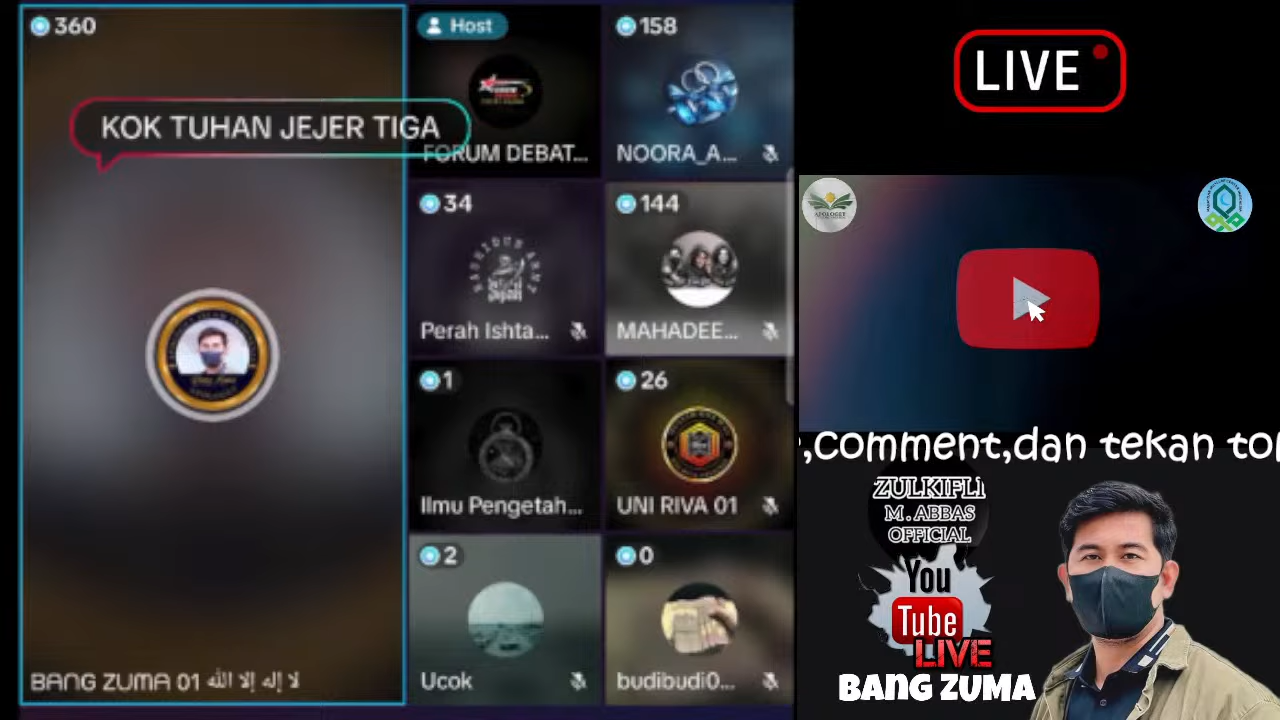 360
KOK TUHAN JEJER TIGA
BANG ZUMA 01 لا إله إلا الله
Host
FORUM DEBAT...
158
NOORA_A...
34
Perah Ishta...
144
MAHADEE...
1
Ilmu Pengetah...
26
UNI RIVA 01
2
Ucok
0
budibudi0...
LIVE
APOLOGET
,comment,dan tekan to
ZULKIFLI
M. ABBAS
OFFICIAL
You
Tube
LIVE
BANG ZUMA